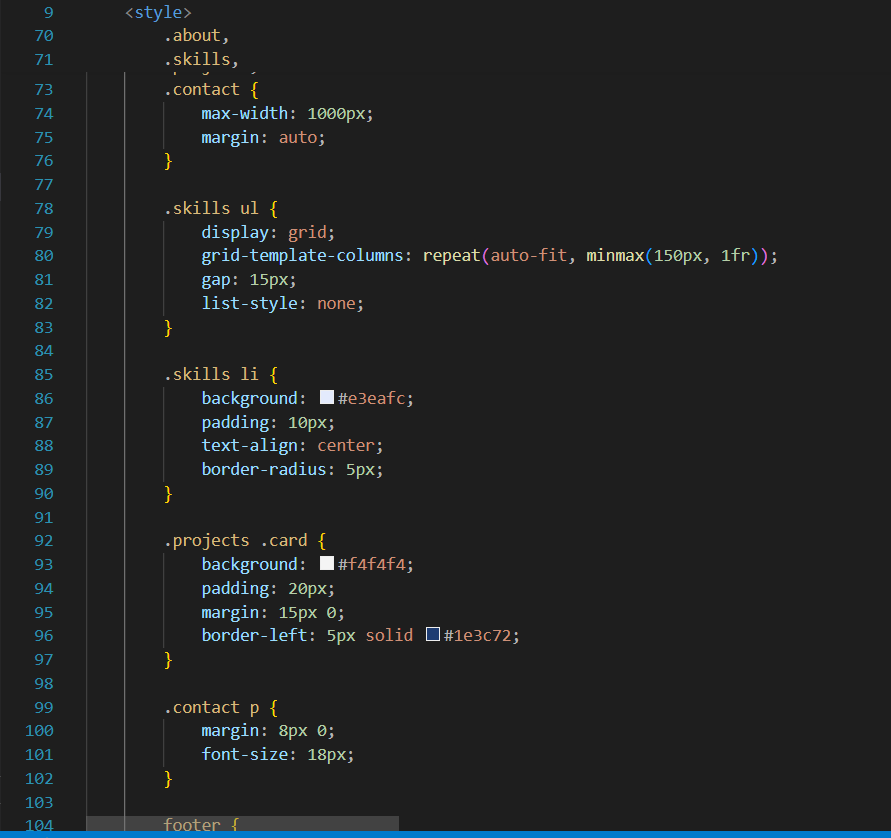 9 <style>
70 .about,
71 .skills,
73 .contact {
74 max-width: 1000px;
75 margin: auto;
76 }
77
78 .skills ul {
79 display: grid;
80 grid-template-columns: repeat(auto-fit, minmax(150px, 1fr));
81 gap: 15px;
82 list-style: none;
83 }
84
85 .skills li {
86 background: #e3eafc;
87 padding: 10px;
88 text-align: center;
89 border-radius: 5px;
90 }
91
92 .projects .card {
93 background: #f4f4f4;
94 padding: 20px;
95 margin: 15px 0;
96 border-left: 5px solid #1e3c72;
97 }
98
99 .contact p {
100 margin: 8px 0;
101 font-size: 18px;
102 }
103
104 footer {